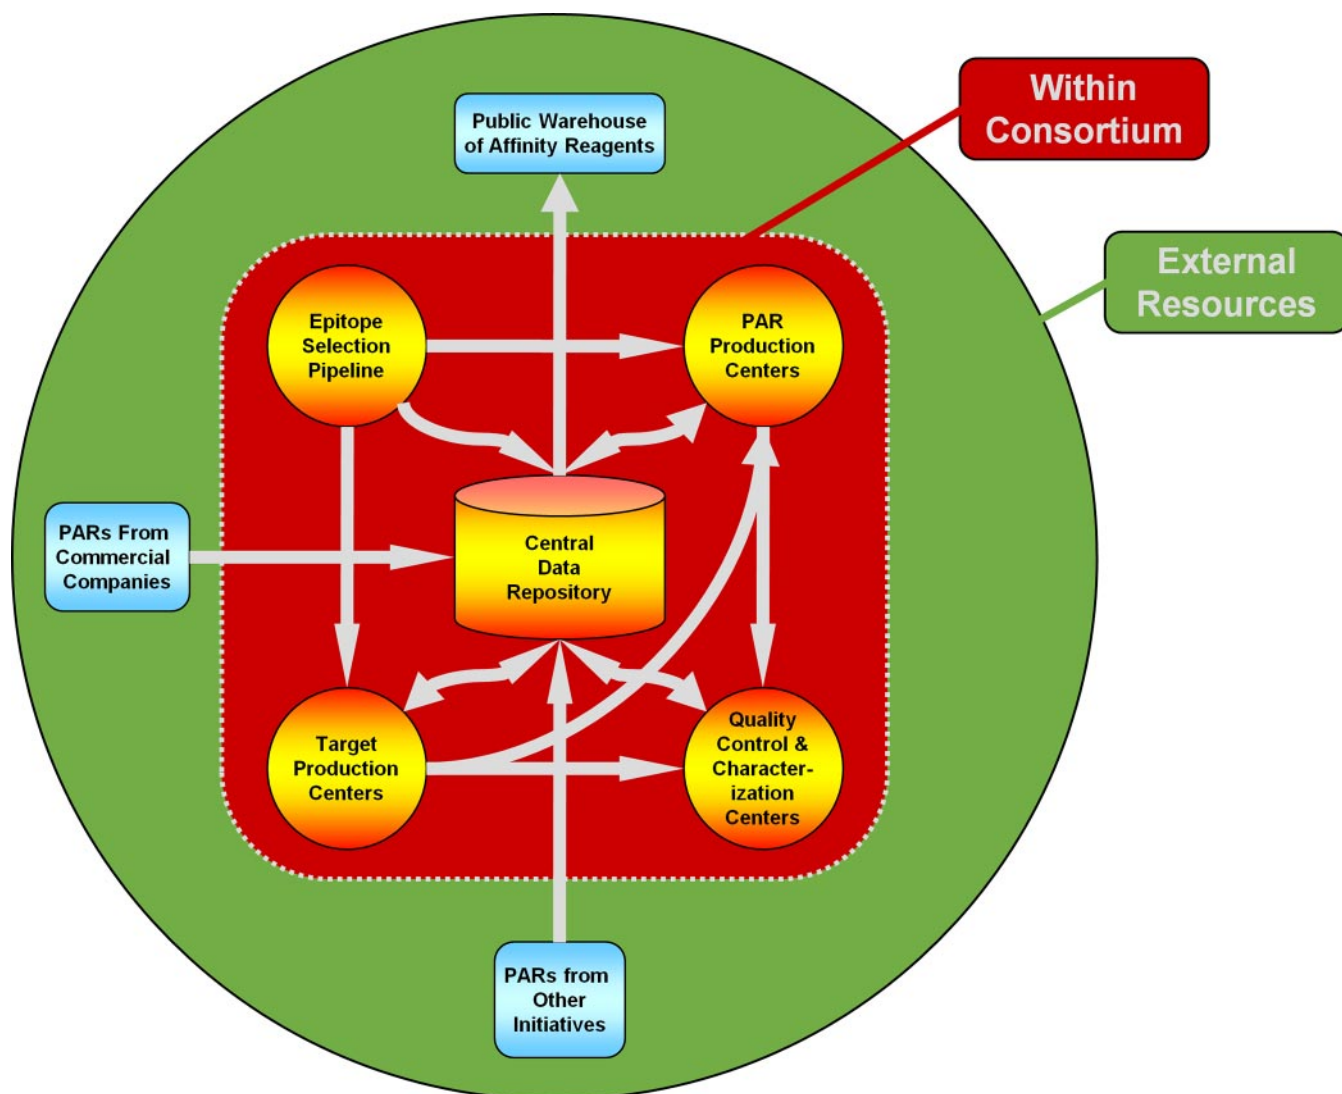 Within
Consortium
Public Warehouse
of Affinity Reagents
External
Resources
Epitope
Selection
Pipeline
PAR
Production
Centers
PARs From
Commercial
Companies
Central
Data
Repository
Target
Production
Centers
Quality
Control &
Character-
ization
Centers
PARs from
Other
Initiatives